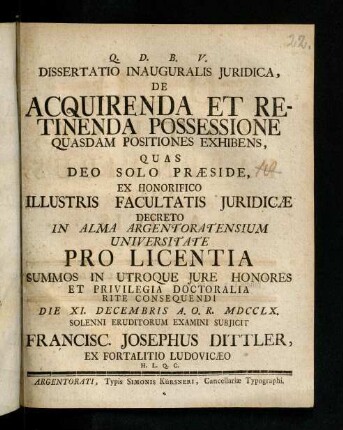 22.
Q. D. B. V.
DISSERTATIO INAUGURALIS JURIDICA,
DE
ACQUIRENDA ET RE-
TINENDA POSSESSIONE
QUASDAM POSITIONES EXHIBENS,
QUAS
DEO SOLO PRÆSIDE,
EX HONORIFICO
ILLUSTRIS FACULTATIS JURIDICÆ
DECRETO
IN ALMA ARGENTORATENSIUM
UNIVERSITATE
PRO LICENTIA
SUMMOS IN UTROQUE JURE HONORES
ET PRIVILEGIA DOCTORALIA
RITE CONSEQUENDI
DIE XI. DECEMBRIS A. O. R. MDCCLX.
SOLENNI ERUDITORUM EXAMINI SUBJICIT
FRANCISC. JOSEPHUS DITTLER,
EX FORTALITIO LUDOVICÆO
H. L. Q. C.
ARGENTORATI, Typis SIMONIS KÜRSNERI, Cancellariæ Typographi.